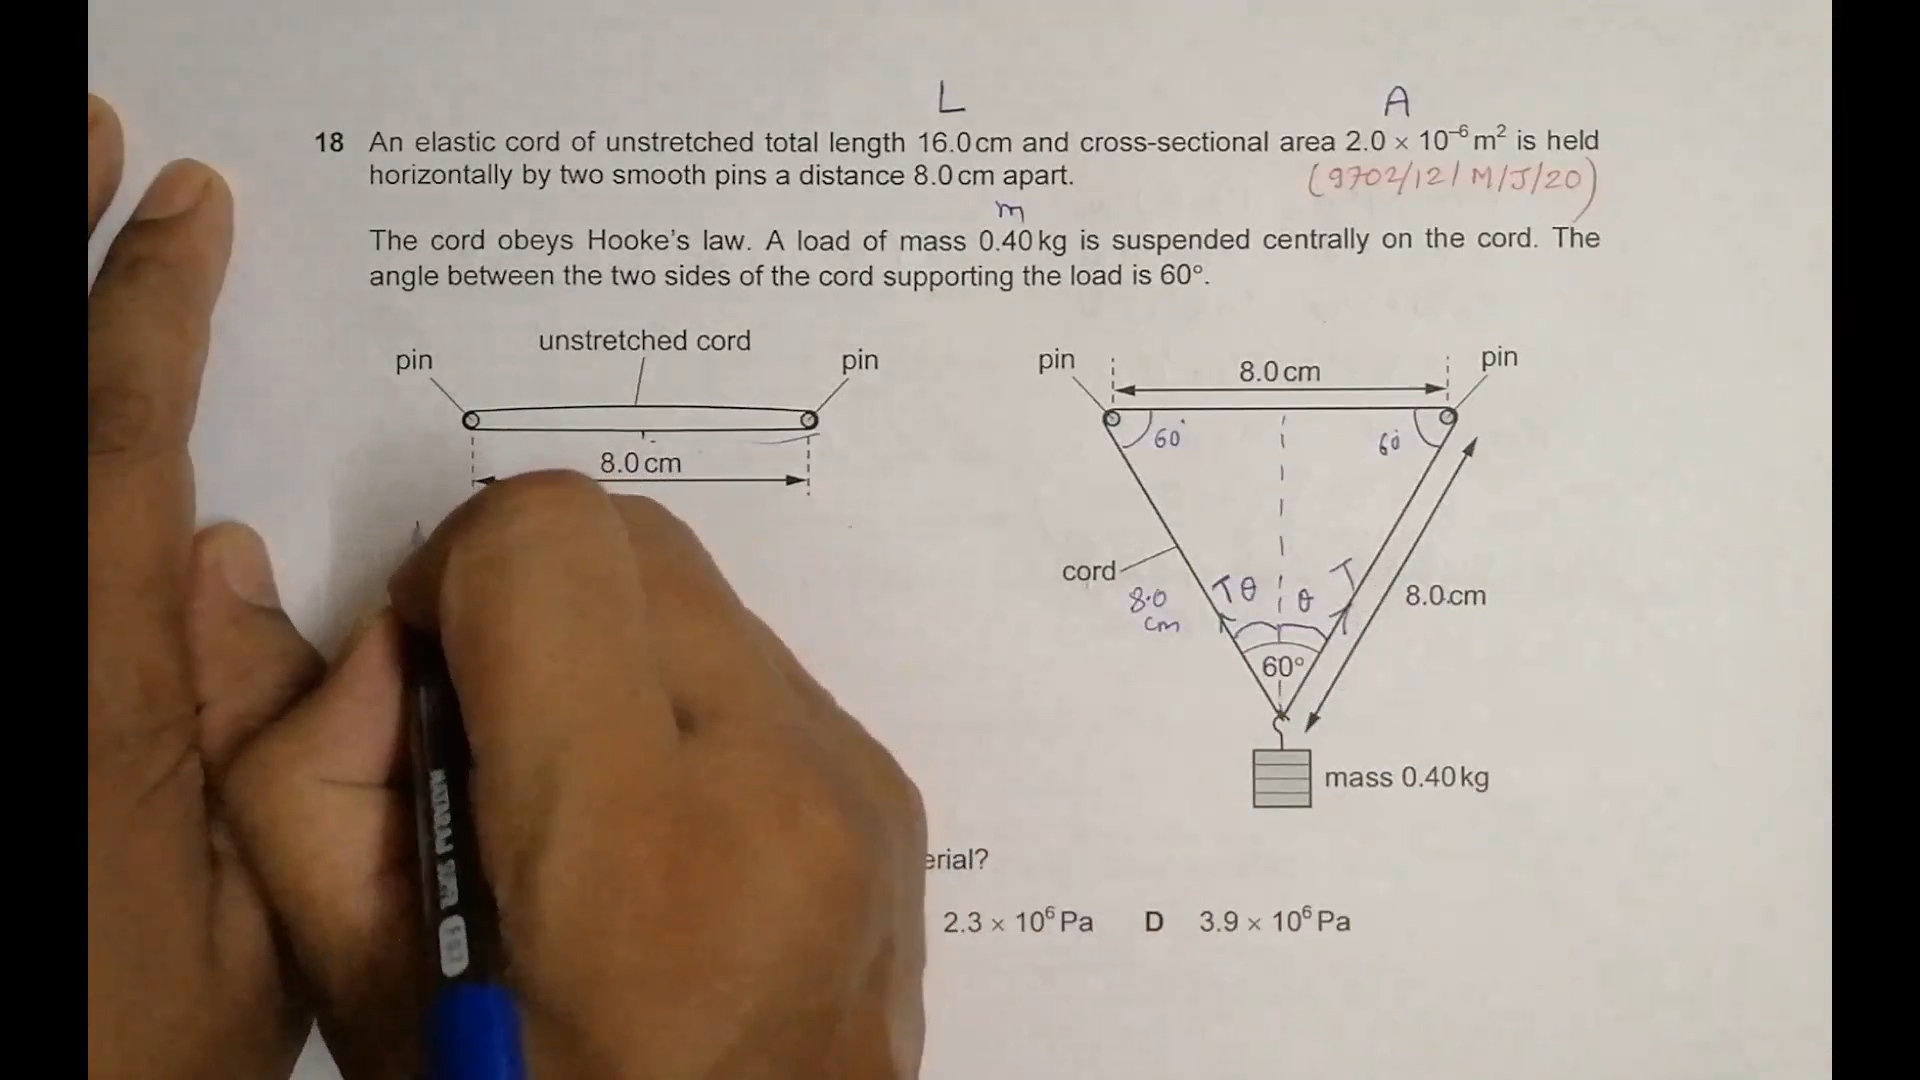 L
A
18 An elastic cord of unstretched total length 16.0 cm and cross-sectional area 2.0 × 10⁻⁶ m² is held
horizontally by two smooth pins a distance 8.0 cm apart.
(9702/12/M/J/20)
m
The cord obeys Hooke's law. A load of mass 0.40 kg is suspended centrally on the cord. The
angle between the two sides of the cord supporting the load is 60°.
unstretched cord
pin
pin
8.0 cm
pin
pin
8.0 cm
60°
60°
cord
8.0
cm
T θ
θ T
8.0 cm
60°
mass 0.40 kg
erial?
2.3 × 10⁶ Pa D 3.9 × 10⁶ Pa